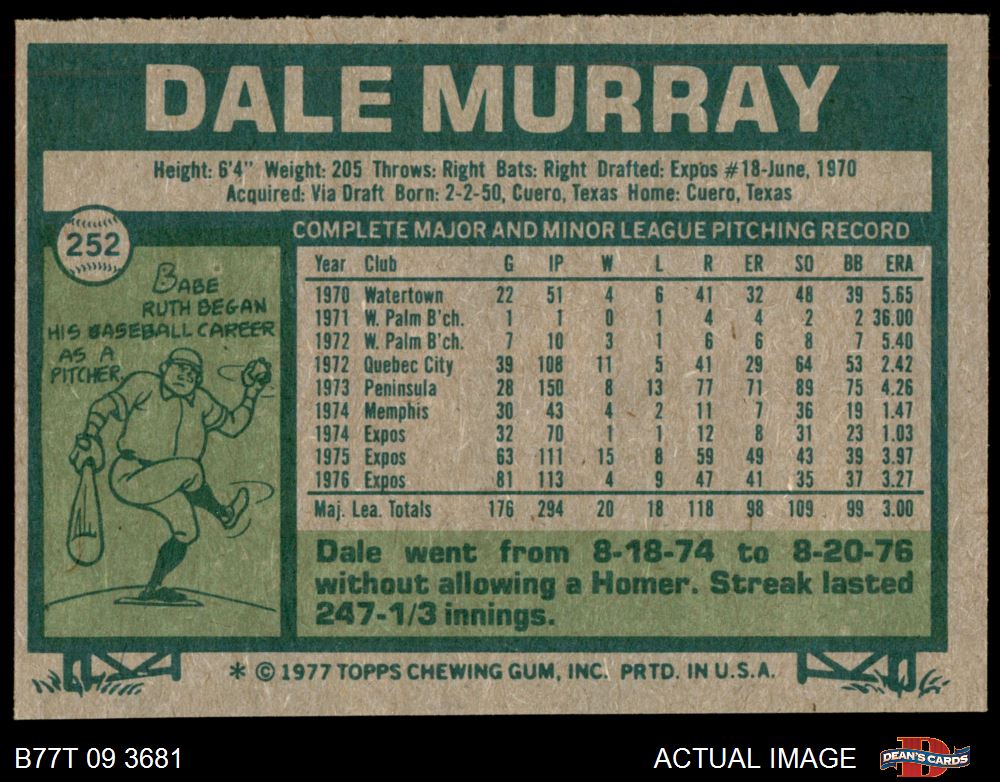 DALE MURRAY
Height: 6'4" Weight: 205 Throws: Right Bats: Right Drafted: Expos #18-June, 1970
Acquired: Via Draft Born: 2-2-50, Cuero, Texas Home: Cuero, Texas
252
BABE
RUTH BEGAN
HIS BASEBALL CAREER
AS A
PITCHER.
COMPLETE MAJOR AND MINOR LEAGUE PITCHING RECORD
Year Club G IP W L R ER SO BB ERA
1970 Watertown 22 51 4 6 41 32 48 39 5.65
1971 W. Palm B'ch. 1 1 0 1 4 4 2 2 36.00
1972 W. Palm B'ch. 7 10 3 1 6 6 8 7 5.40
1972 Quebec City 39 108 11 5 41 29 64 53 2.42
1973 Peninsula 28 150 8 13 77 71 89 75 4.26
1974 Memphis 30 43 4 2 11 7 36 19 1.47
1974 Expos 32 70 1 1 12 8 31 23 1.03
1975 Expos 63 111 15 8 59 49 43 39 3.97
1976 Expos 81 113 4 9 47 41 35 37 3.27
Maj. Lea. Totals 176 294 20 18 118 98 109 99 3.00
Dale went from 8-18-74 to 8-20-76
without allowing a Homer. Streak lasted
247-1/3 innings.
* © 1977 TOPPS CHEWING GUM, INC. PRTD. IN U.S.A.
B77T 09 3681
ACTUAL IMAGE
DEAN'S CARDS